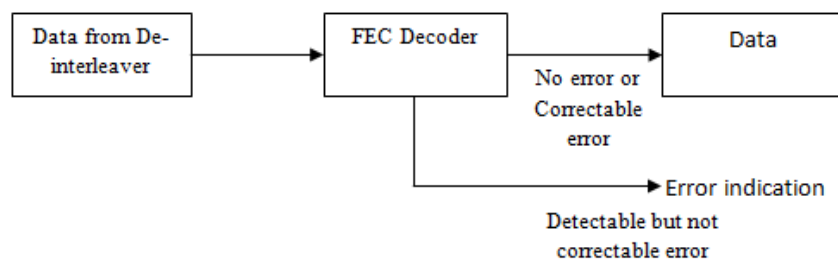 Data from De-
interleaver
FEC Decoder
Data
No error or
Correctable
error
Error indication
Detectable but not
correctable error